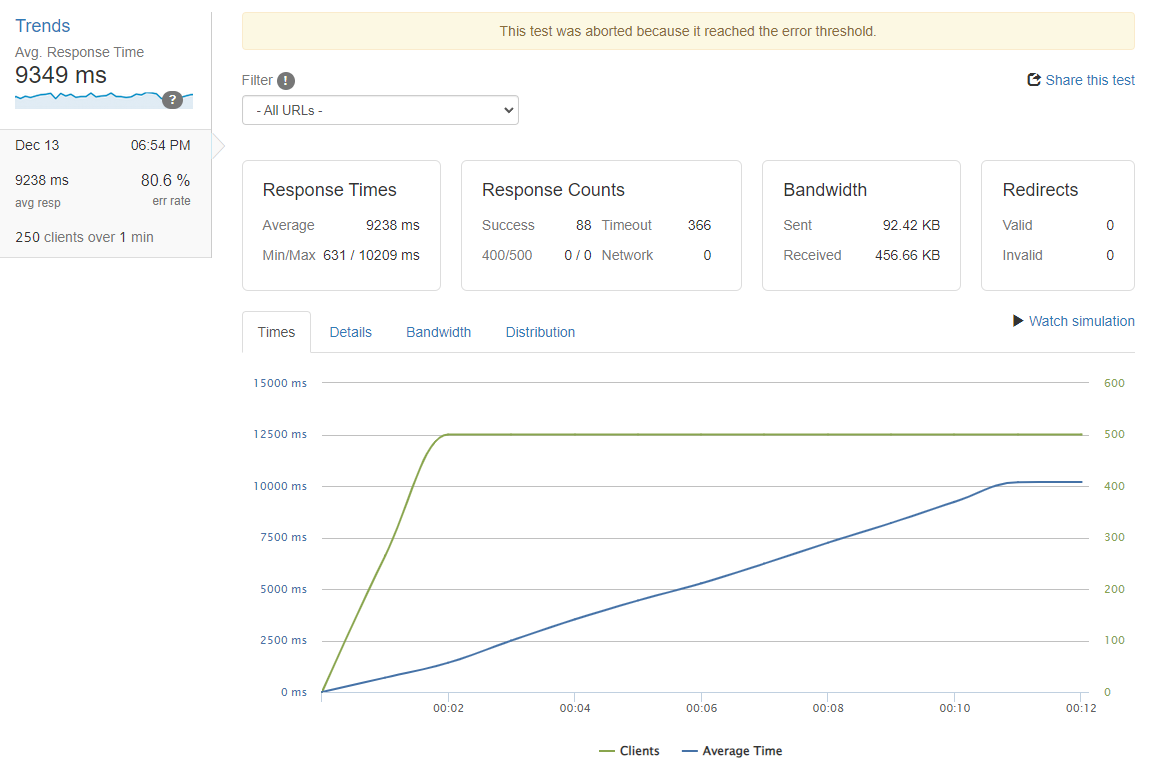 Trends
Avg. Response Time
9349 ms
?
Dec 13 06:54 PM
9238 ms 80.6 %
avg resp err rate
250 clients over 1 min
This test was aborted because it reached the error threshold.
Filter !
Share this test
- All URLs -
Response Times
Average 9238 ms
Min/Max 631 / 10209 ms
Response Counts
Success 88 Timeout 366
400/500 0 / 0 Network 0
Bandwidth
Sent 92.42 KB
Received 456.66 KB
Redirects
Valid 0
Invalid 0
Times Details Bandwidth Distribution
Watch simulation
15000 ms 600
12500 ms 500
10000 ms 400
7500 ms 300
5000 ms 200
2500 ms 100
0 ms 0
00:02 00:04 00:06 00:08 00:10 00:12
Clients Average Time